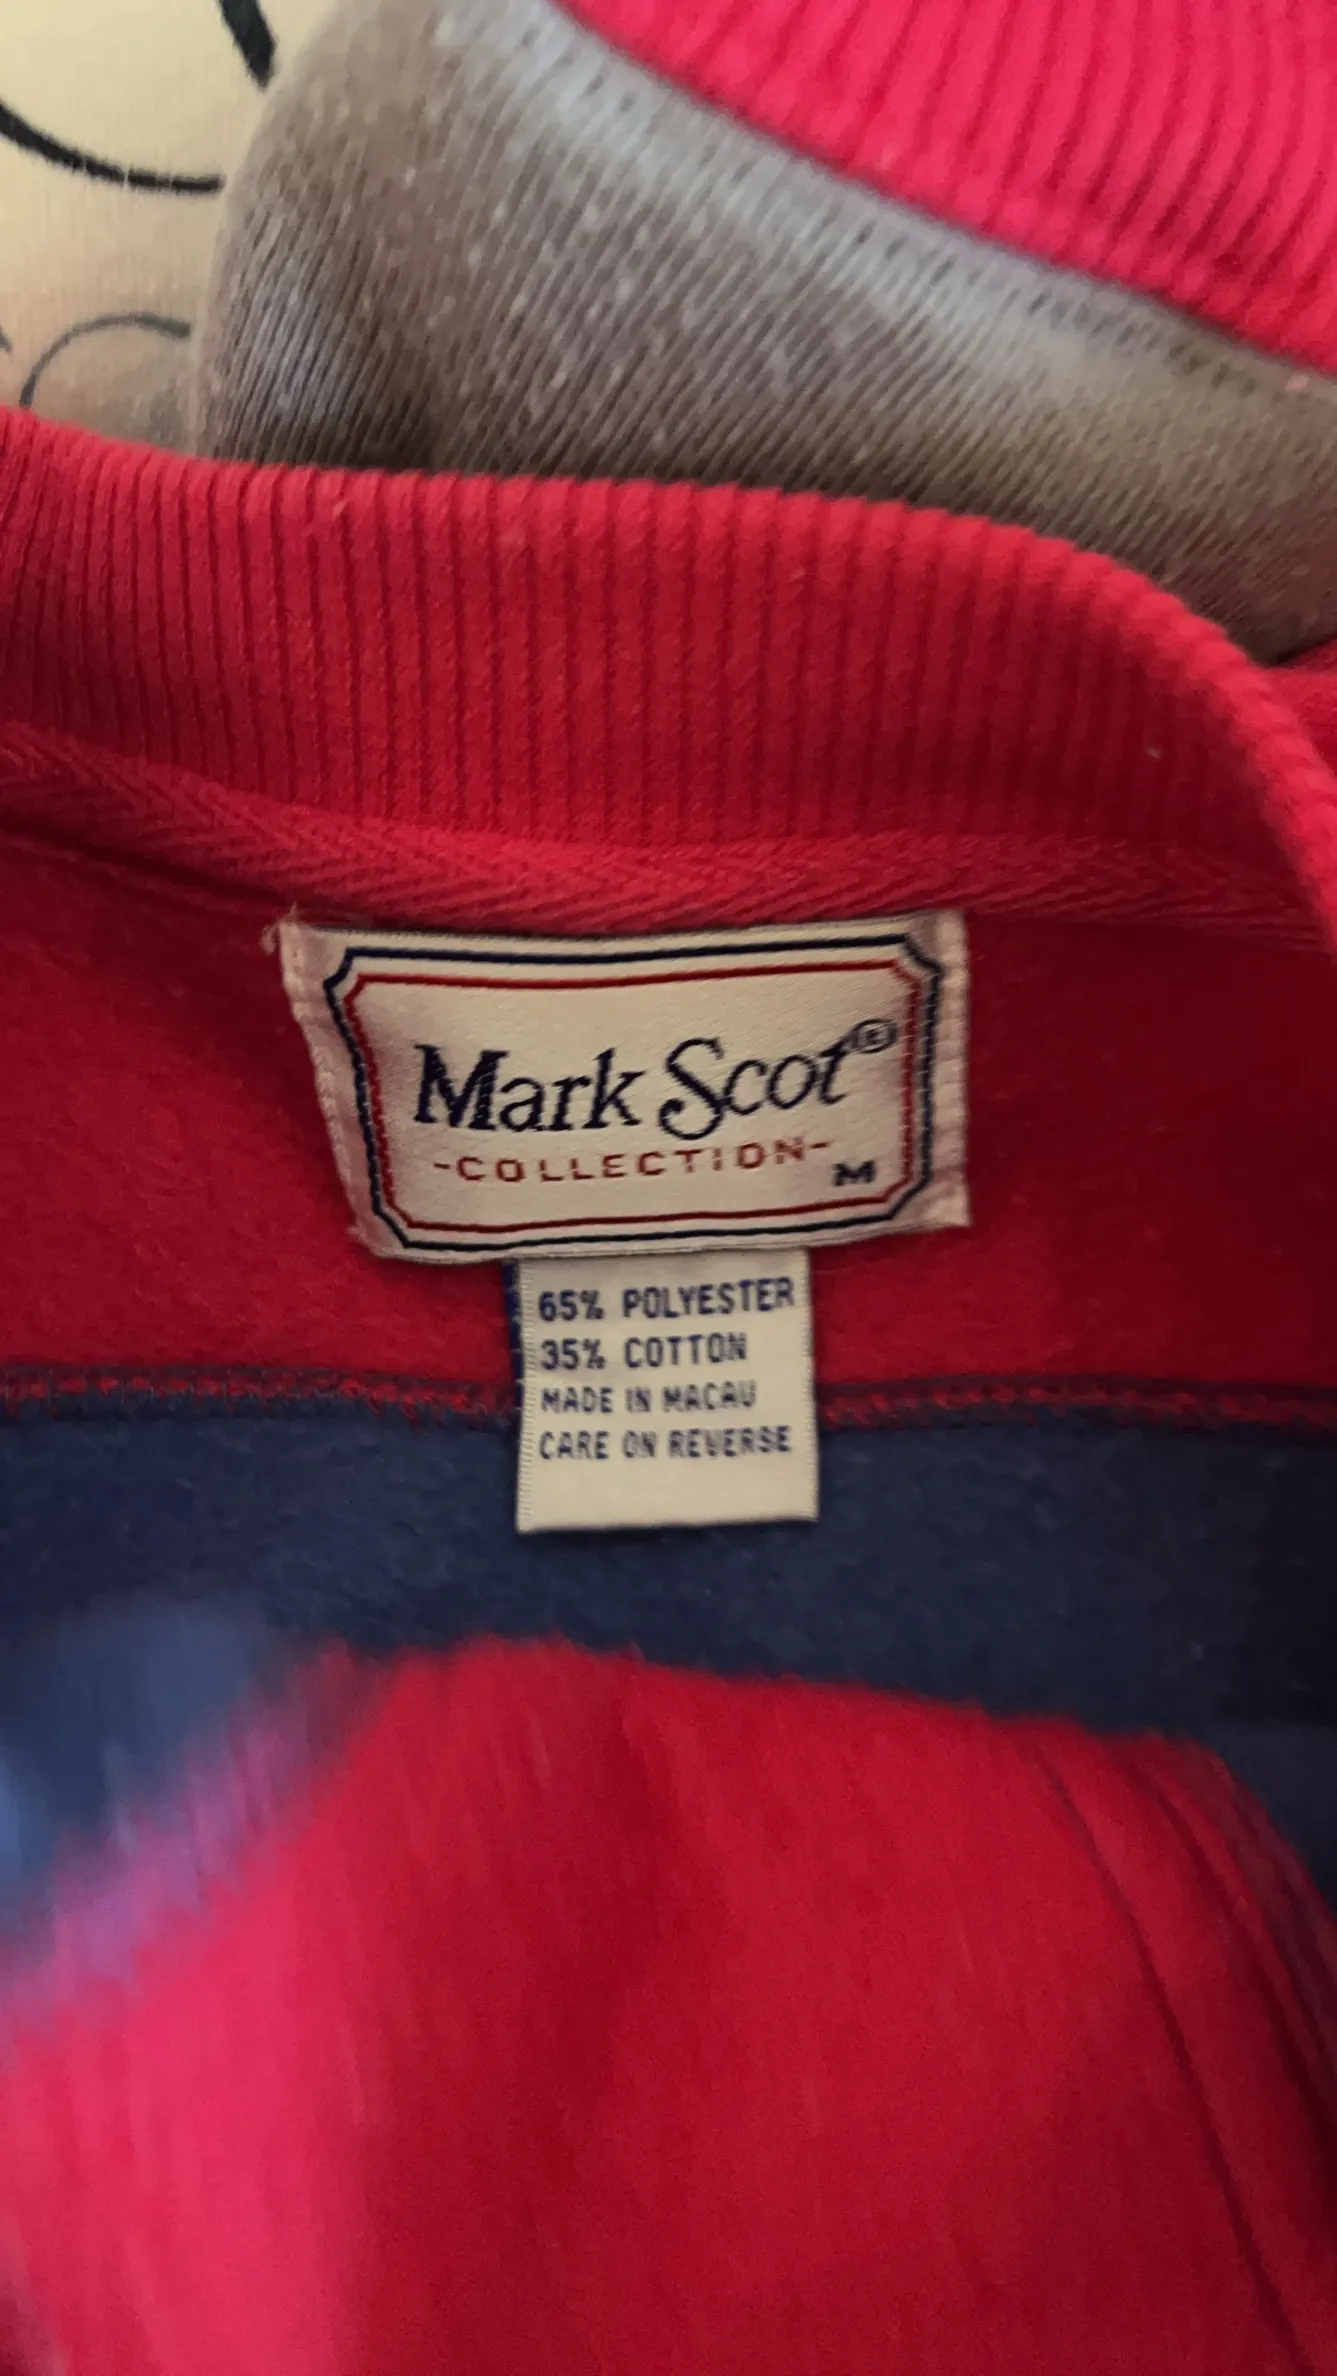 Mark Scot®
-COLLECTION-
M
65% POLYESTER
35% COTTON
MADE IN MACAU
CARE ON REVERSE